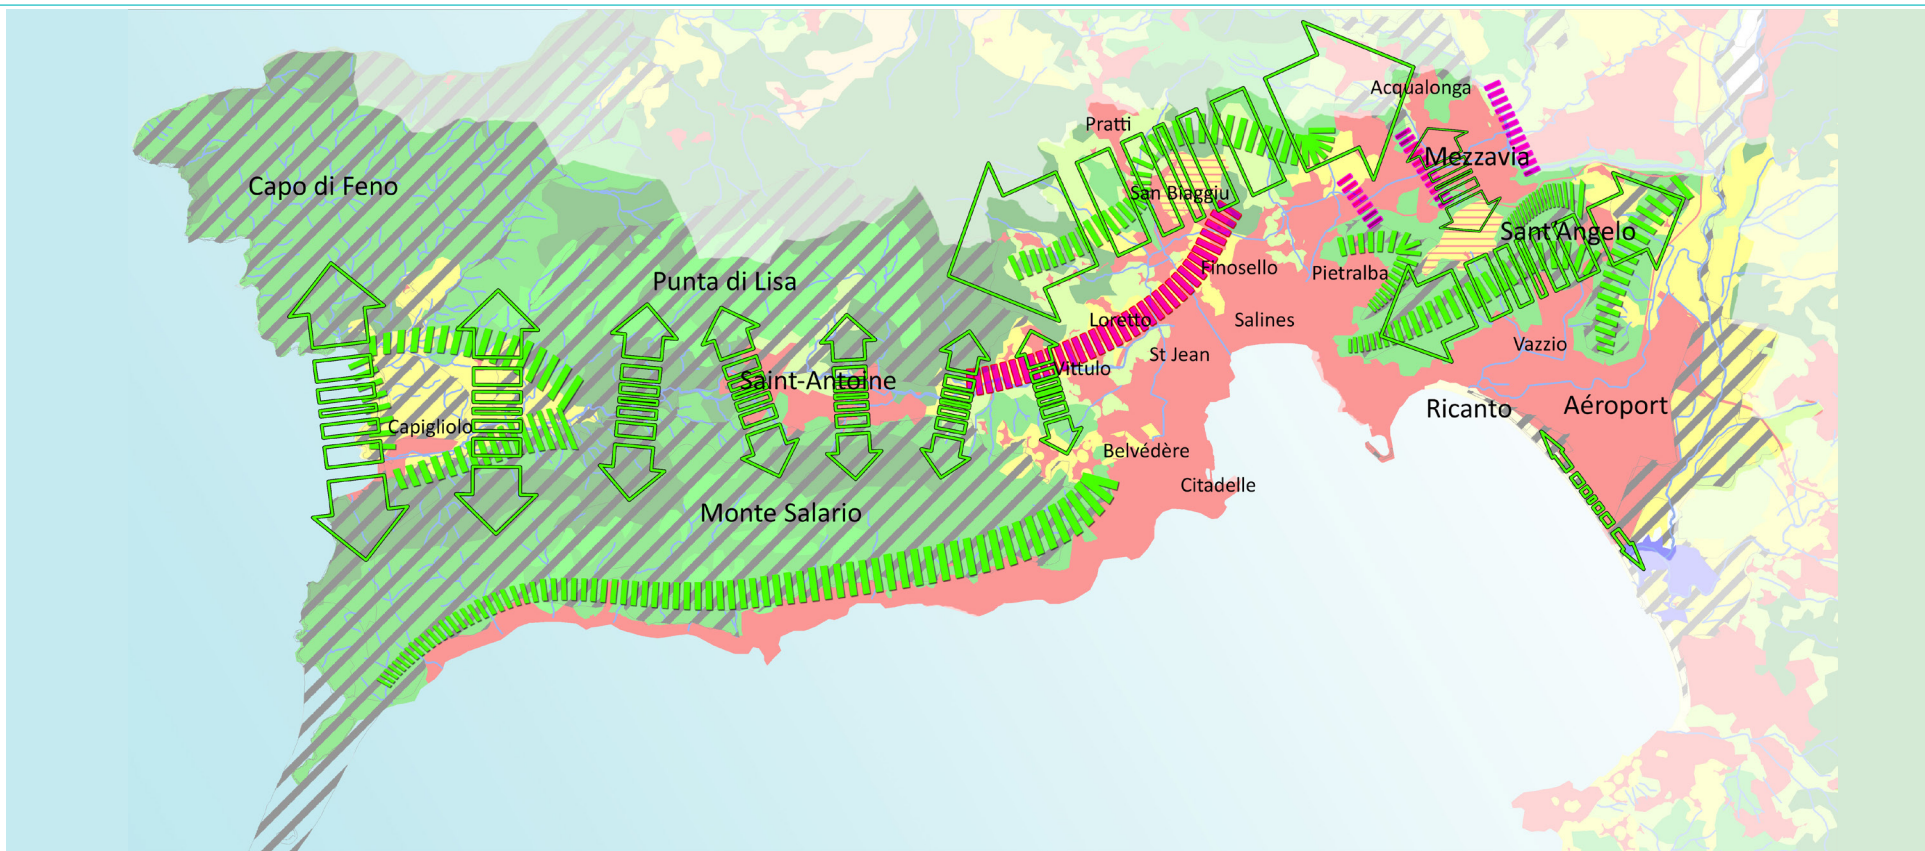 Acqualonga
Pratti
Mezzavia
Capo di Feno
San Biaggiu
Sant'Angelo
Finosello
Pietralba
Punta di Lisa
Loretto
Salines
Vazzio
St Jean
Vittulo
Saint-Antoine
Ricanto
Aéroport
Capigliolo
Belvédère
Citadelle
Monte Salario